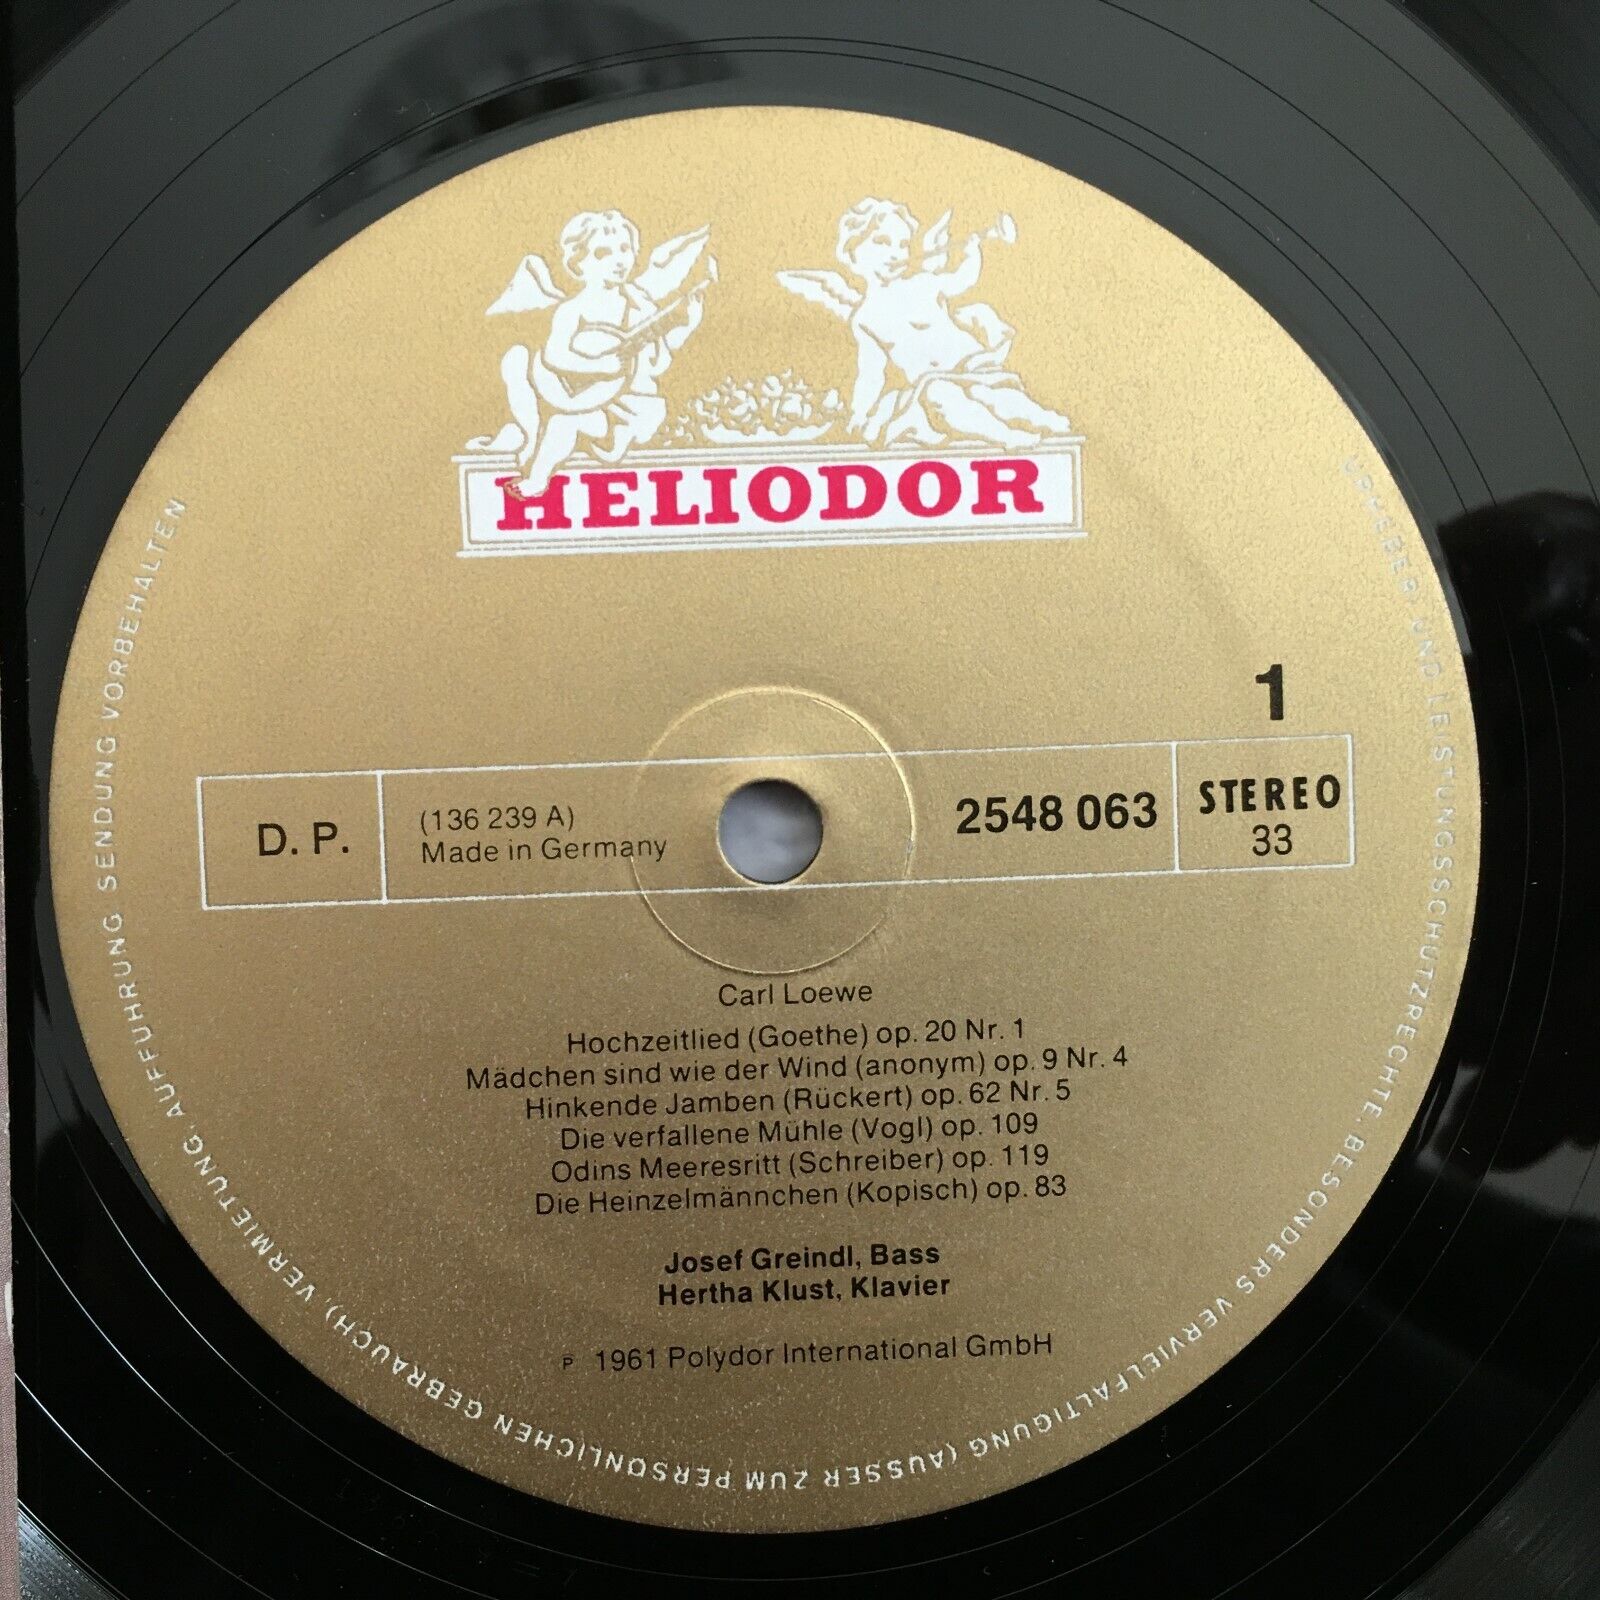 HELIODOR
1
D. P.
(136 239 A)
Made in Germany
2548 063
STEREO
33
Carl Loewe
Hochzeitlied (Goethe) op. 20 Nr. 1
Mädchen sind wie der Wind (anonym) op. 9 Nr. 4
Hinkende Jamben (Rückert) op. 62 Nr. 5
Die verfallene Mühle (Vogl) op. 109
Odins Meeresritt (Schreiber) op. 119
Die Heinzelmännchen (Kopisch) op. 83
Josef Greindl, Bass
Hertha Klust, Klavier
℗ 1961 Polydor International GmbH
URHEBER- UND LEISTUNGSSCHUTZRECHTE, BESONDERS VERVIELFÄLTIGUNG (AUSSER ZUM PERSÖNLICHEN GEBRAUCH), VERMIETUNG, AUFFÜHRUNG, SENDUNG VORBEHALTEN